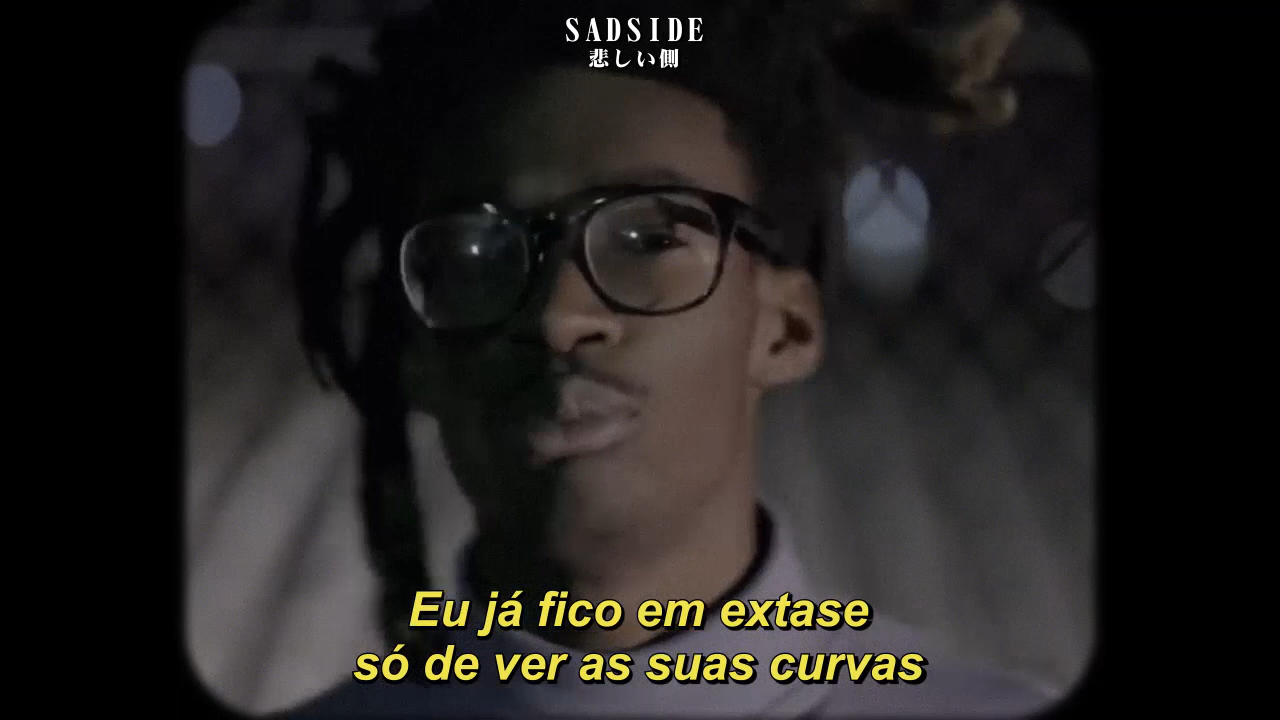 SADSIDE
悲しい側
Eu já fico em extase
só de ver as suas curvas